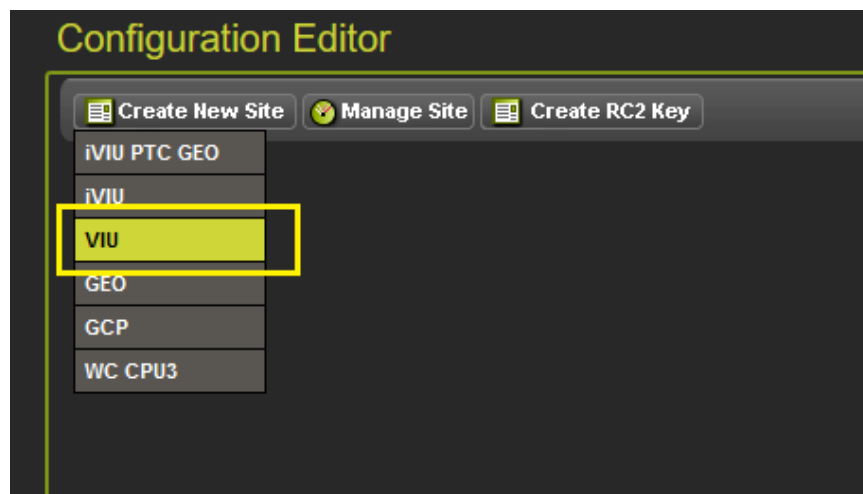 Configuration Editor
Create New Site Manage Site Create RC2 Key
iVIU PTC GEO
iVIU
VIU
GEO
GCP
WC CPU3